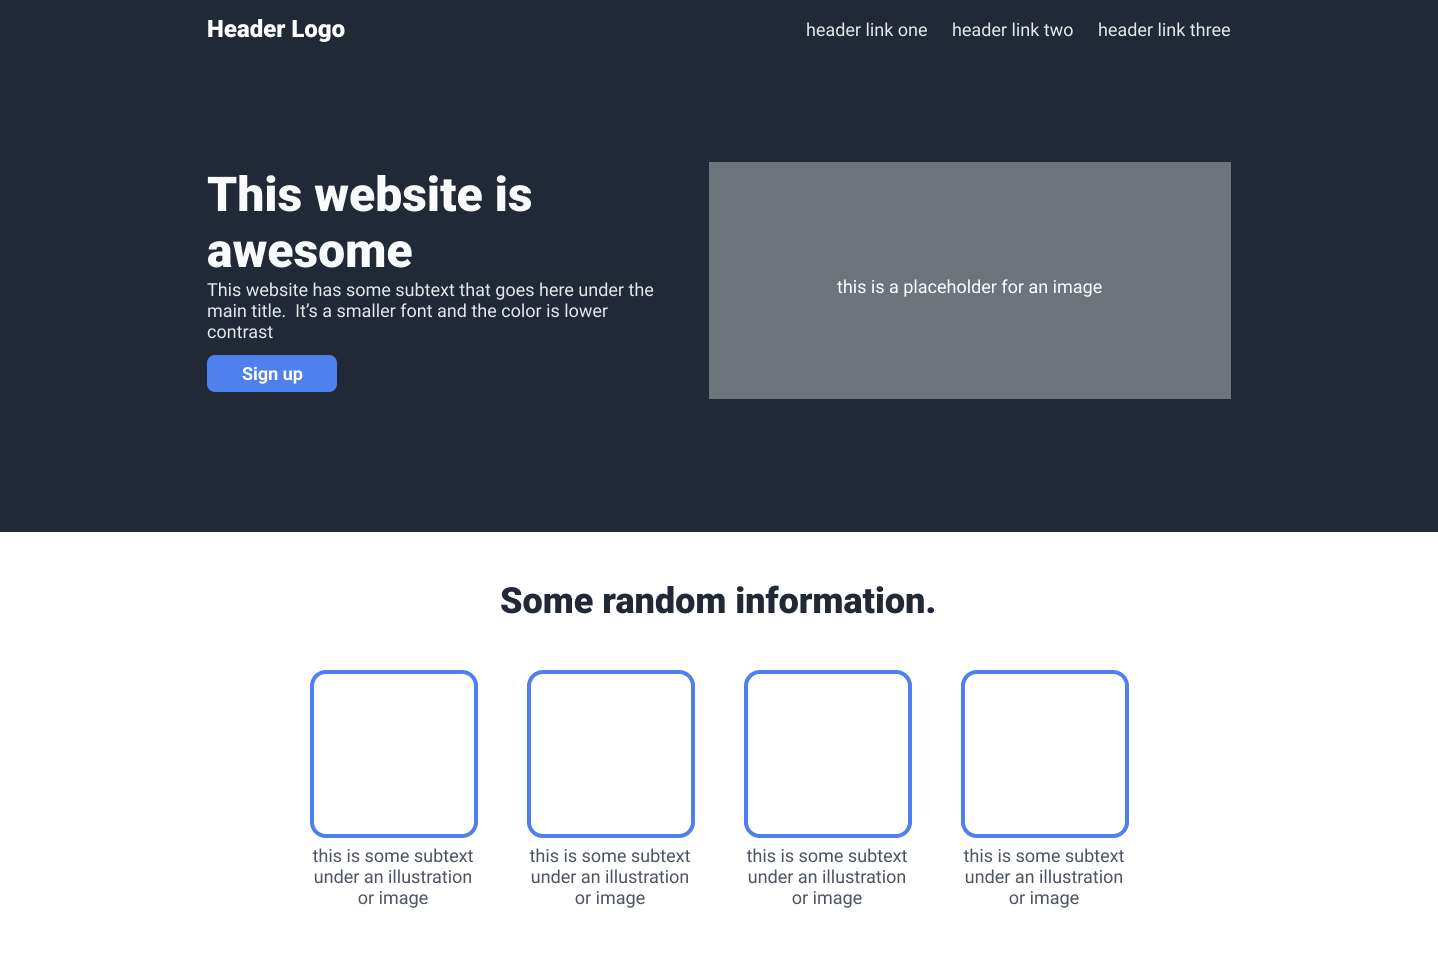 Header Logo
header link one
header link two
header link three
This website is
awesome
This website has some subtext that goes here under the
main title.  It’s a smaller font and the color is lower
contrast
Sign up
this is a placeholder for an image
Some random information.
this is some subtext
under an illustration
or image
this is some subtext
under an illustration
or image
this is some subtext
under an illustration
or image
this is some subtext
under an illustration
or image